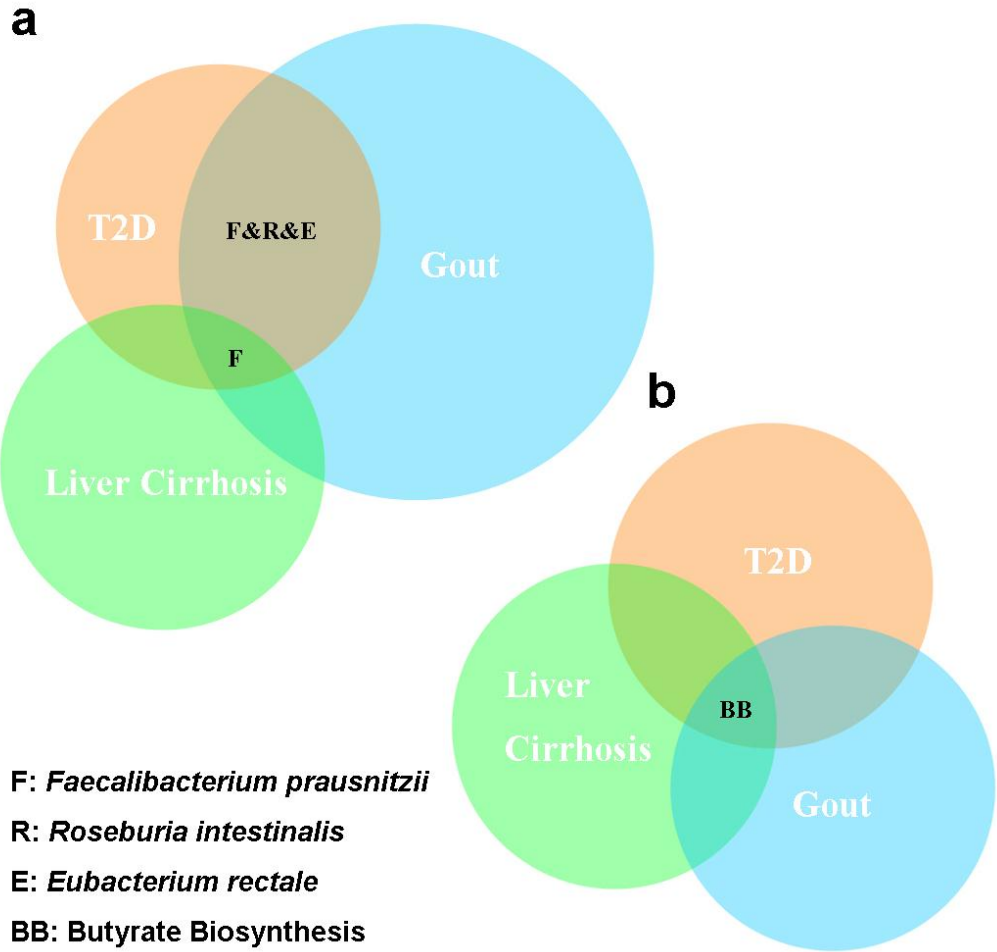 a
T2D
F&R&E
Gout
F
Liver Cirrhosis
b
T2D
Liver
Cirrhosis
BB
Gout
F: Faecalibacterium prausnitzii
R: Roseburia intestinalis
E: Eubacterium rectale
BB: Butyrate Biosynthesis